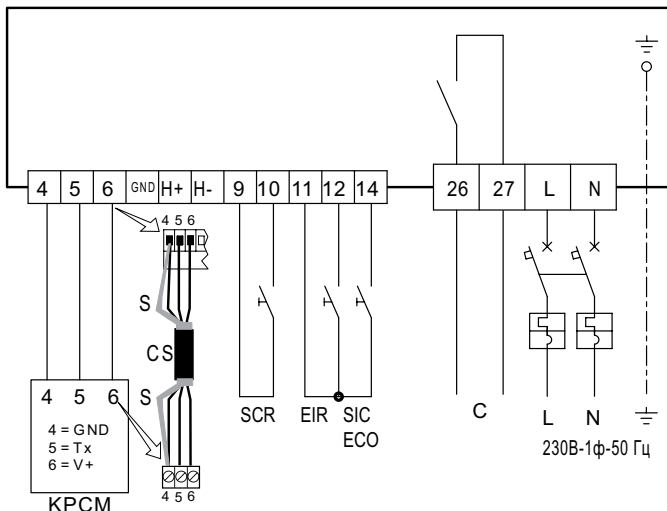 4 5 6 GND H+ H- 9 10 11 12 14 26 27 L N
4 5 6
S
CS
S
4 5 6
4 = GND
5 = Tx
6 = V+
KPCM
4 5 6
SCR EIR SIC
ECO
C
L N
230В-1ф-50 Гц